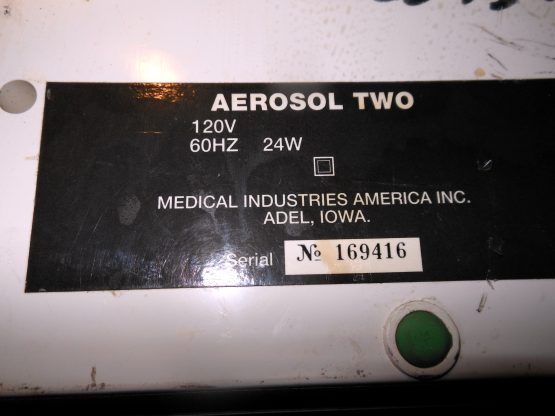 AEROSOL TWO
120V
60HZ 24W
MEDICAL INDUSTRIES AMERICA INC.
ADEL, IOWA.
Serial № 169416